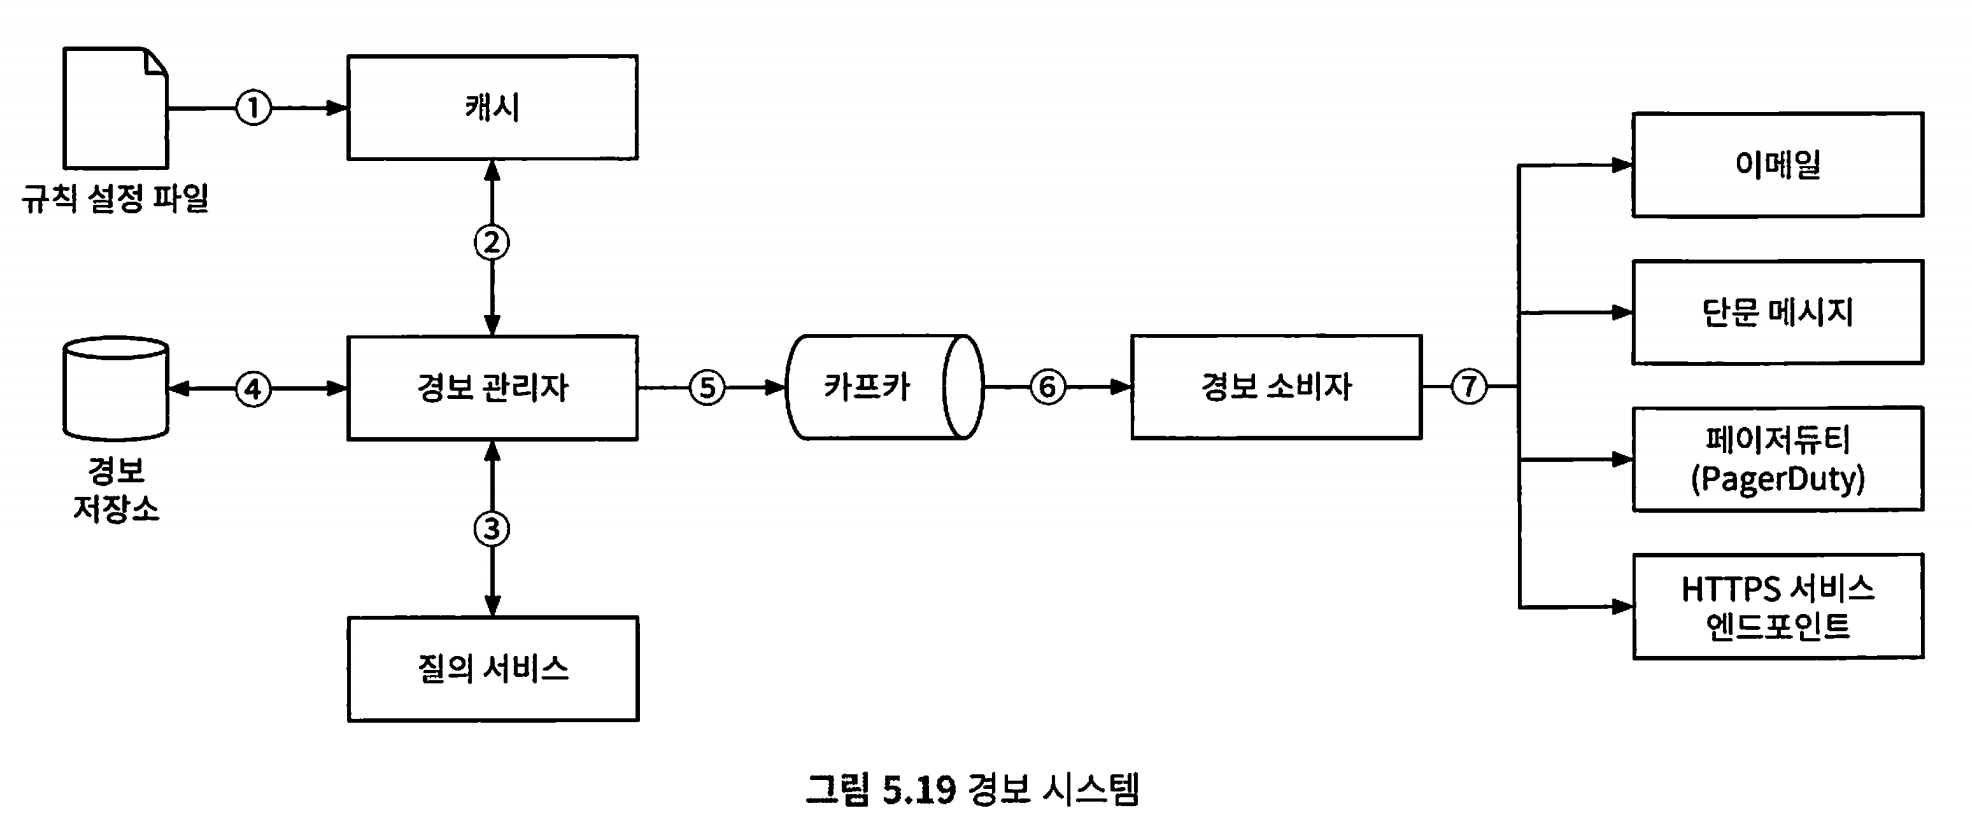 규칙 설정 파일
①
캐시
②
경보
저장소
④
경보 관리자
③
질의 서비스
⑤
카프카
⑥
경보 소비자
⑦
이메일
단문 메시지
페이저듀티
(PagerDuty)
HTTPS 서비스
엔드포인트
그림 5.19 경보 시스템